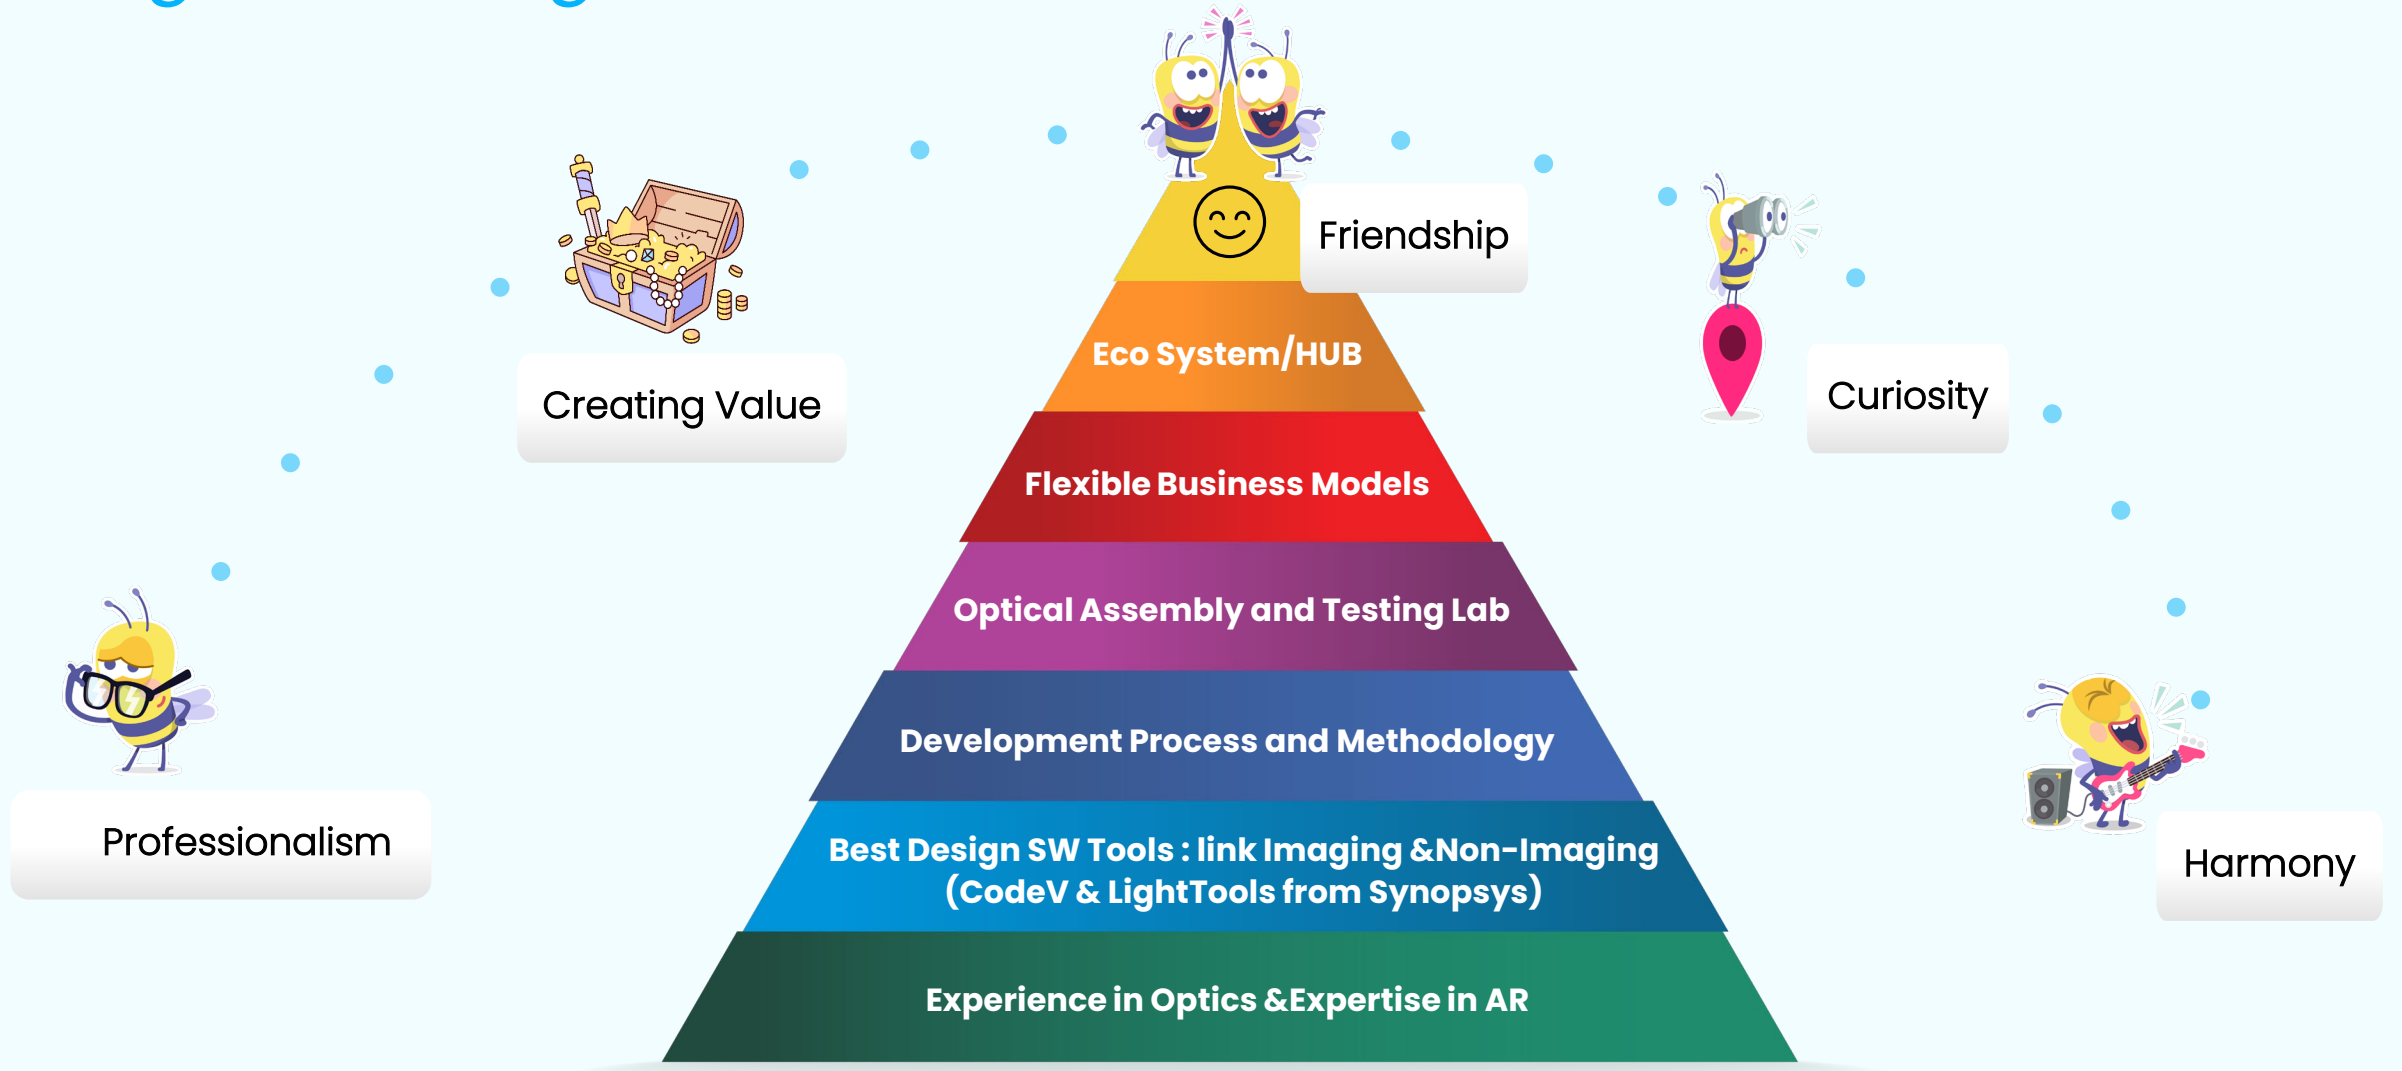 Friendship
Eco System/HUB
Creating Value
Curiosity
Flexible Business Models
Optical Assembly and Testing Lab
Development Process and Methodology
Professionalism
Best Design SW Tools : link Imaging &Non-Imaging
(CodeV & LightTools from Synopsys)
Harmony
Experience in Optics &Expertise in AR